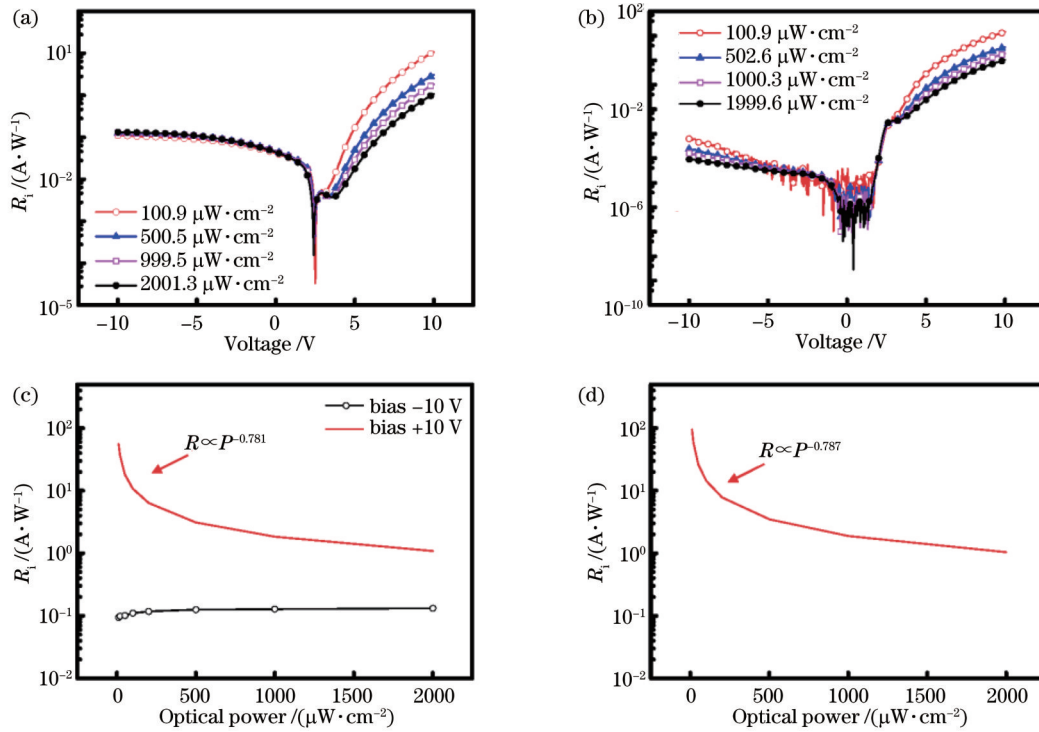 (a)
10¹
10⁻²
10⁻⁵
R_i /(A·W⁻¹)
100.9 μW·cm⁻²
500.5 μW·cm⁻²
999.5 μW·cm⁻²
2001.3 μW·cm⁻²
−10 −5 0 5 10
Voltage /V
(b)
10²
10⁻²
10⁻⁶
10⁻¹⁰
R_i /(A·W⁻¹)
100.9 μW·cm⁻²
502.6 μW·cm⁻²
1000.3 μW·cm⁻²
1999.6 μW·cm⁻²
−10 −5 0 5 10
Voltage /V
(c)
10²
10¹
10⁰
10⁻¹
10⁻²
R_i /(A·W⁻¹)
bias −10 V
bias +10 V
R∝P⁻⁰·⁷⁸¹
0 500 1000 1500 2000
Optical power /(μW·cm⁻²)
(d)
10²
10¹
10⁰
10⁻¹
10⁻²
R_i /(A·W⁻¹)
R∝P⁻⁰·⁷⁸⁷
0 500 1000 1500 2000
Optical power /(μW·cm⁻²)